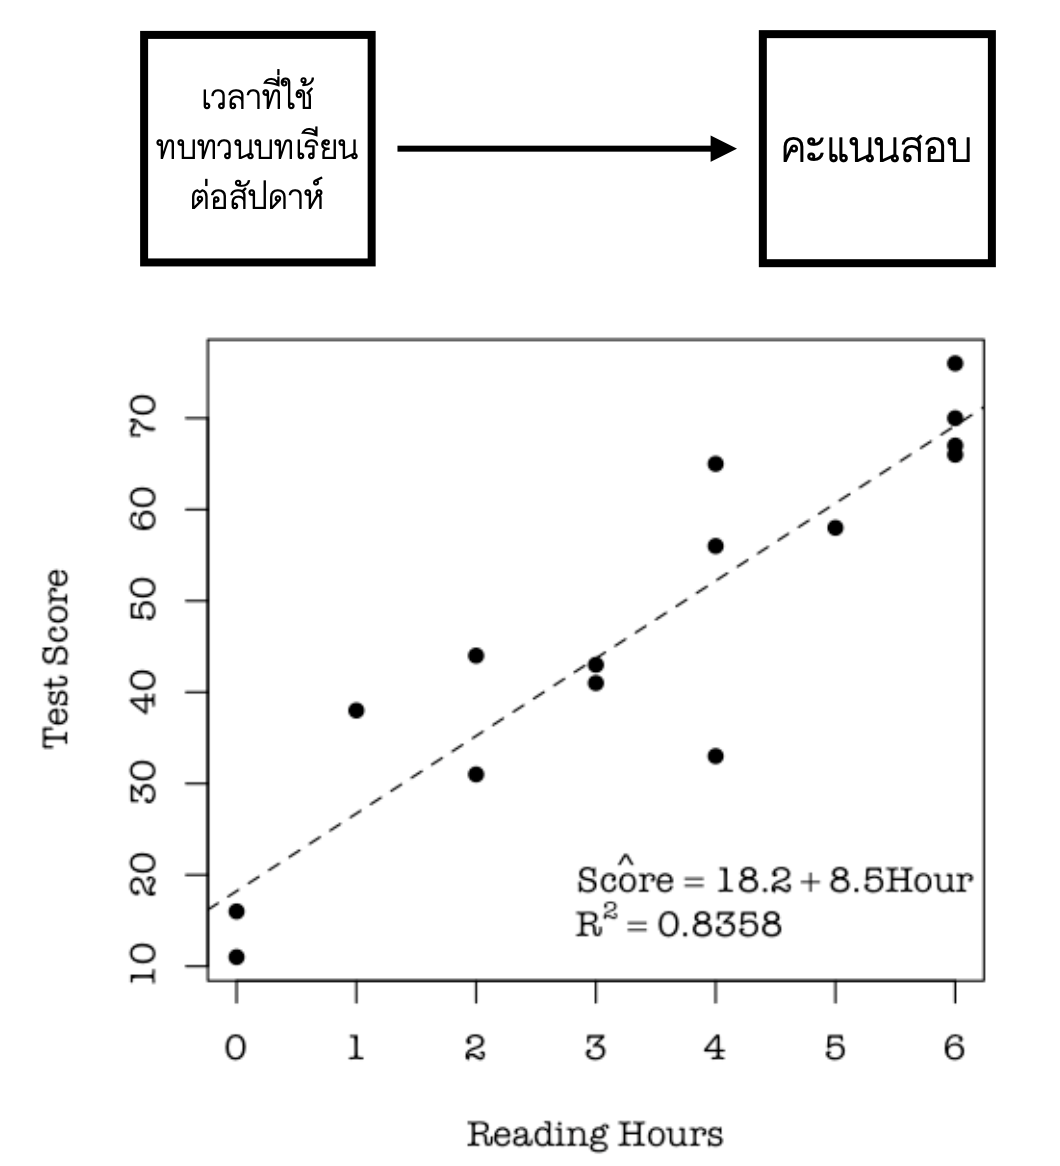 เวลาที่ใช้
ทบทวนบทเรียน
ต่อสัปดาห์
คะแนนสอบ
70
60
50
40
30
20
10
Test Score
Scôre = 18.2 + 8.5Hour
R² = 0.8358
0 1 2 3 4 5 6
Reading Hours